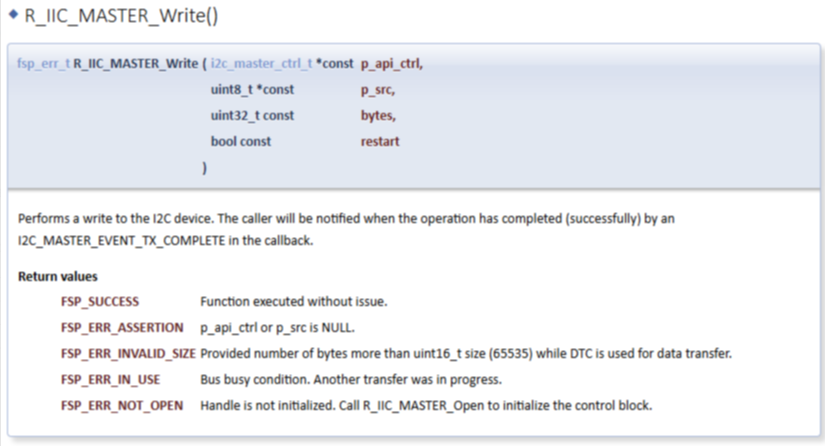 R_IIC_MASTER_Write()
fsp_err_t R_IIC_MASTER_Write ( i2c_master_ctrl_t *const p_api_ctrl,
uint8_t *const p_src,
uint32_t const bytes,
bool const restart
)
Performs a write to the I2C device. The caller will be notified when the operation has completed (successfully) by an
I2C_MASTER_EVENT_TX_COMPLETE in the callback.
Return values
FSP_SUCCESS Function executed without issue.
FSP_ERR_ASSERTION p_api_ctrl or p_src is NULL.
FSP_ERR_INVALID_SIZE Provided number of bytes more than uint16_t size (65535) while DTC is used for data transfer.
FSP_ERR_IN_USE Bus busy condition. Another transfer was in progress.
FSP_ERR_NOT_OPEN Handle is not initialized. Call R_IIC_MASTER_Open to initialize the control block.